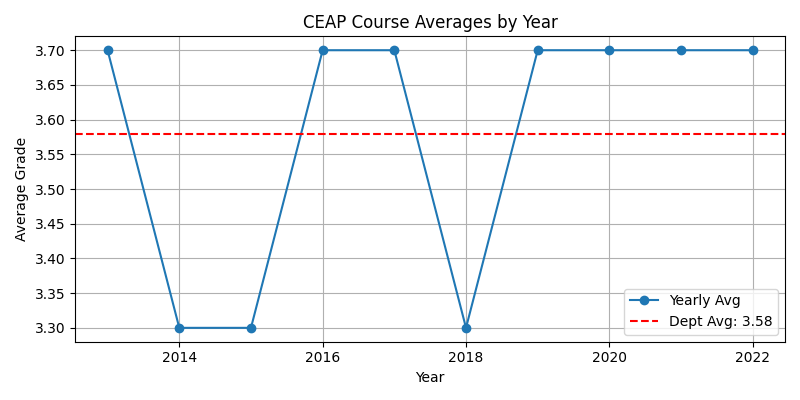 CEAP Course Averages by Year
Average Grade
3.70
3.65
3.60
3.55
3.50
3.45
3.40
3.35
3.30
2014 2016 2018 2020 2022
Year
Yearly Avg
Dept Avg: 3.58